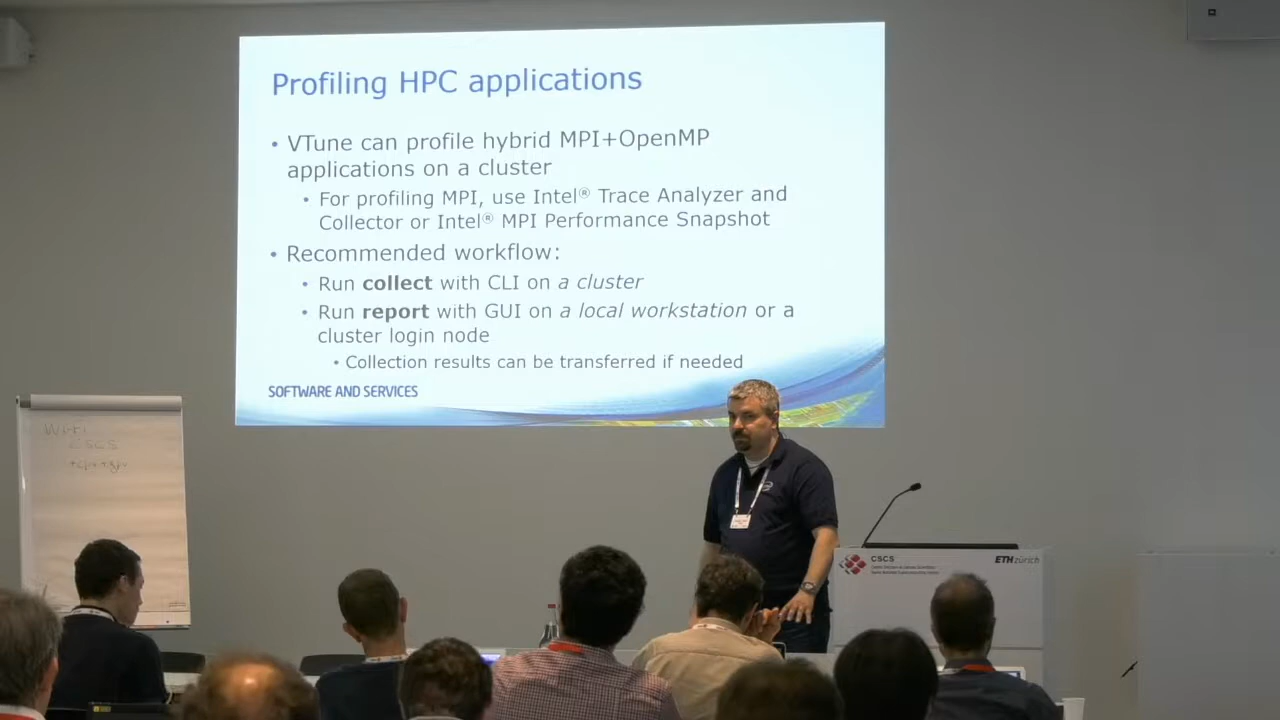 Profiling HPC applications
• VTune can profile hybrid MPI+OpenMP
applications on a cluster
• For profiling MPI, use Intel® Trace Analyzer and
Collector or Intel® MPI Performance Snapshot
• Recommended workflow:
• Run collect with CLI on a cluster
• Run report with GUI on a local workstation or a
cluster login node
• Collection results can be transferred if needed
SOFTWARE AND SERVICES
CSCS
CSCS
ETH zürich